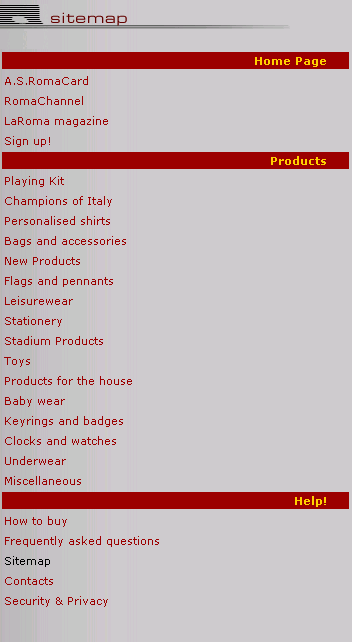 sitemap
Home Page
A.S.RomaCard
RomaChannel
LaRoma magazine
Sign up!
Products
Playing Kit
Champions of Italy
Personalised shirts
Bags and accessories
New Products
Flags and pennants
Leisurewear
Stationery
Stadium Products
Toys
Products for the house
Baby wear
Keyrings and badges
Clocks and watches
Underwear
Miscellaneous
Help!
How to buy
Frequently asked questions
Sitemap
Contacts
Security & Privacy